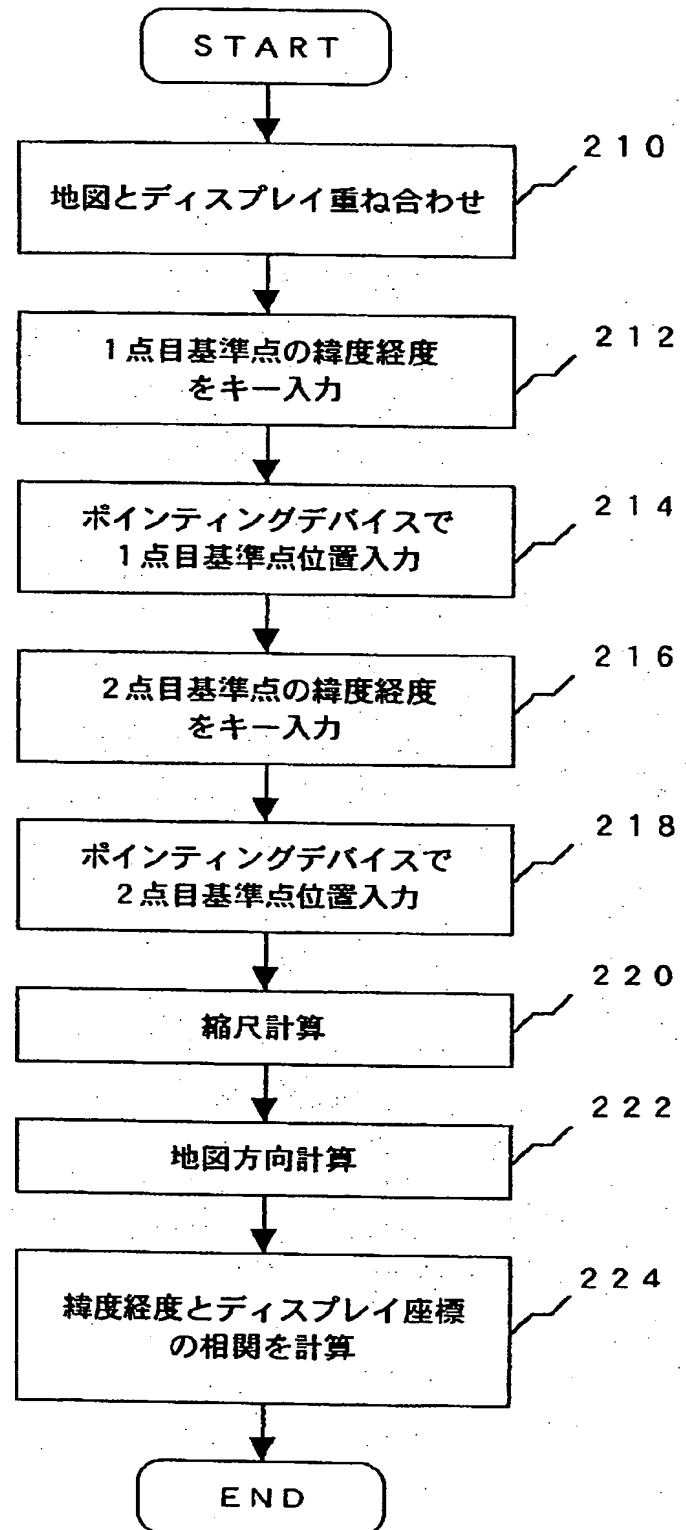 START
210
地図とディスプレイ重ね合わせ
212
1点目基準点の緯度経度
をキー入力
214
ポインティングデバイスで
1点目基準点位置入力
216
2点目基準点の緯度経度
をキー入力
218
ポインティングデバイスで
2点目基準点位置入力
220
縮尺計算
222
地図方向計算
224
緯度経度とディスプレイ座標
の相関を計算
END